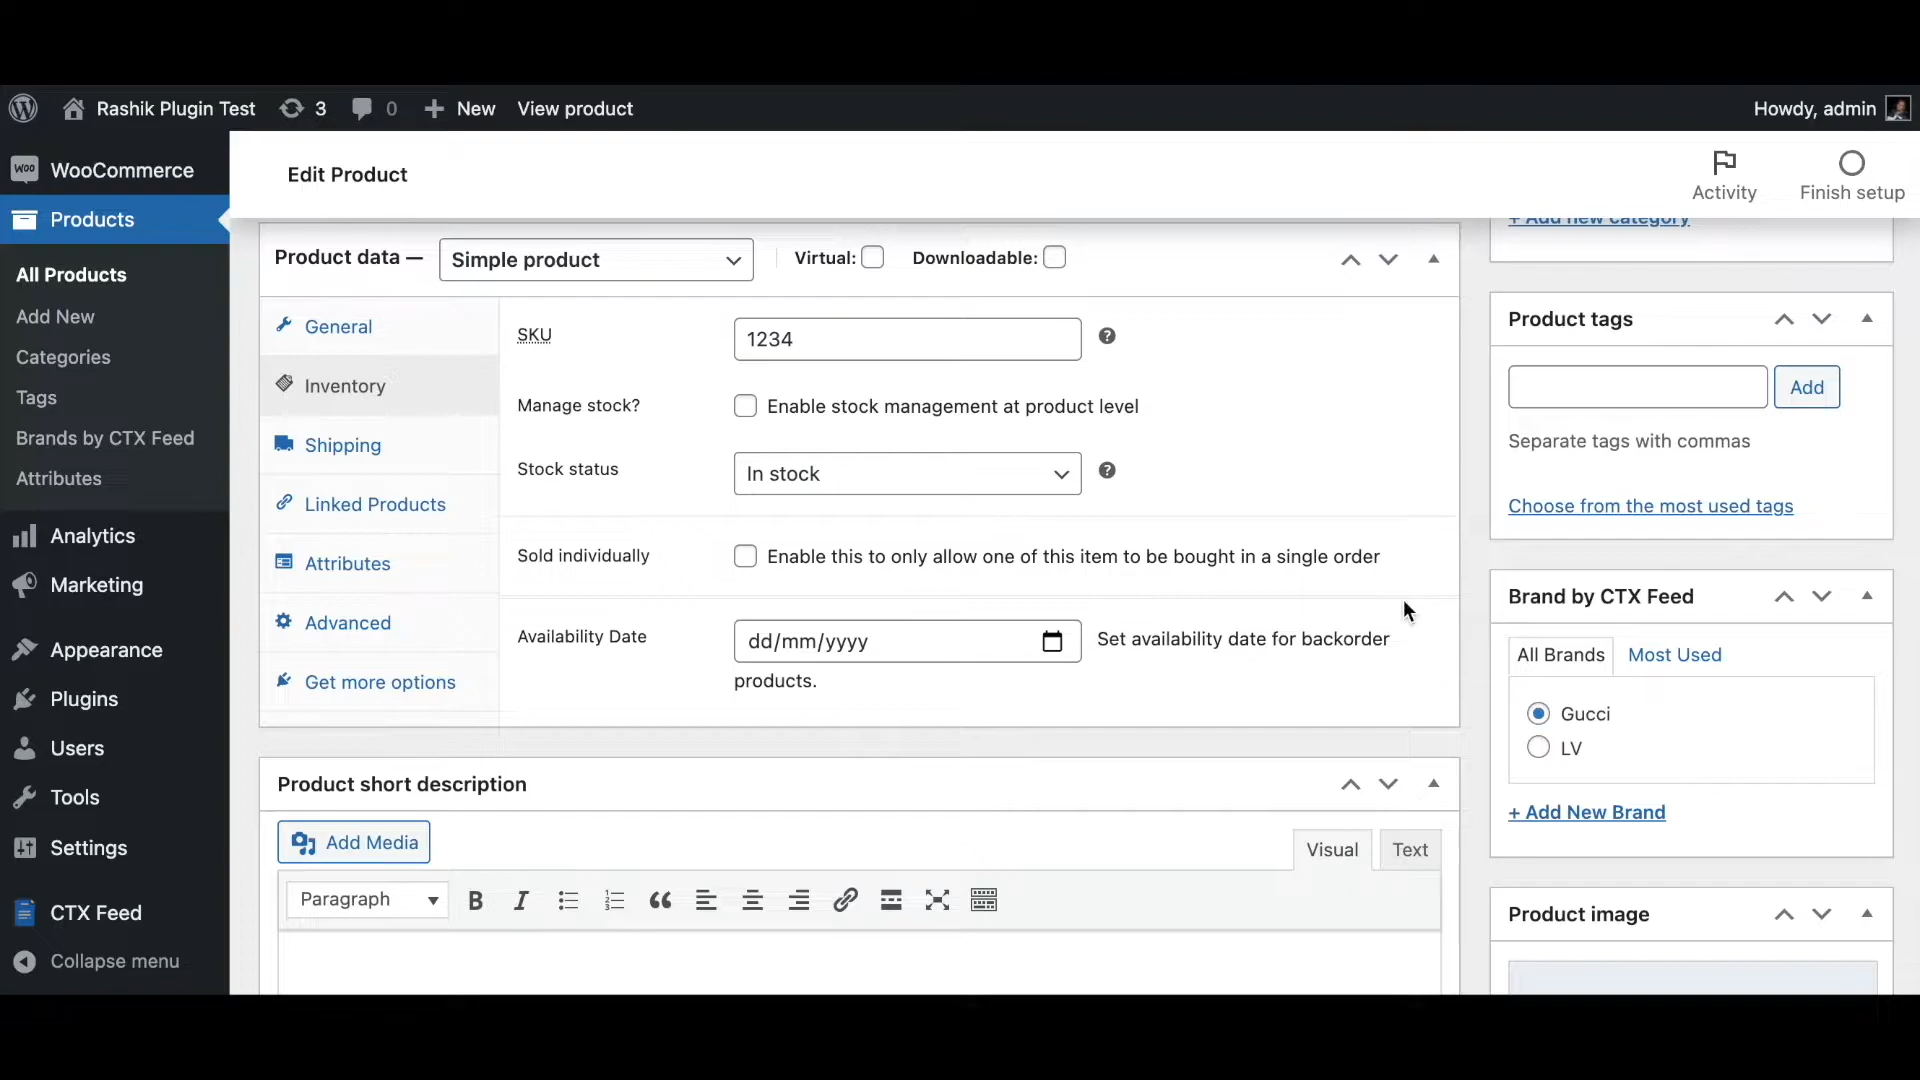 Rashik Plugin Test 3 0 New View product Howdy, admin
WOO WooCommerce
Products
All Products
Add New
Categories
Tags
Brands by CTX Feed
Attributes
Analytics
Marketing
Appearance
Plugins
Users
Tools
Settings
CTX Feed
Collapse menu
Edit Product
Activity
Finish setup
Product data — Simple product Virtual: Downloadable:
General
Inventory
Shipping
Linked Products
Attributes
Advanced
Get more options
SKU 1234
Manage stock? Enable stock management at product level
Stock status In stock
Sold individually Enable this to only allow one of this item to be bought in a single order
Availability Date dd/mm/yyyy Set availability date for backorder
products.
Product short description
Add Media
Visual Text
Paragraph
+ Add new category
Product tags
Add
Separate tags with commas
Choose from the most used tags
Brand by CTX Feed
All Brands Most Used
Gucci
LV
+ Add New Brand
Product image